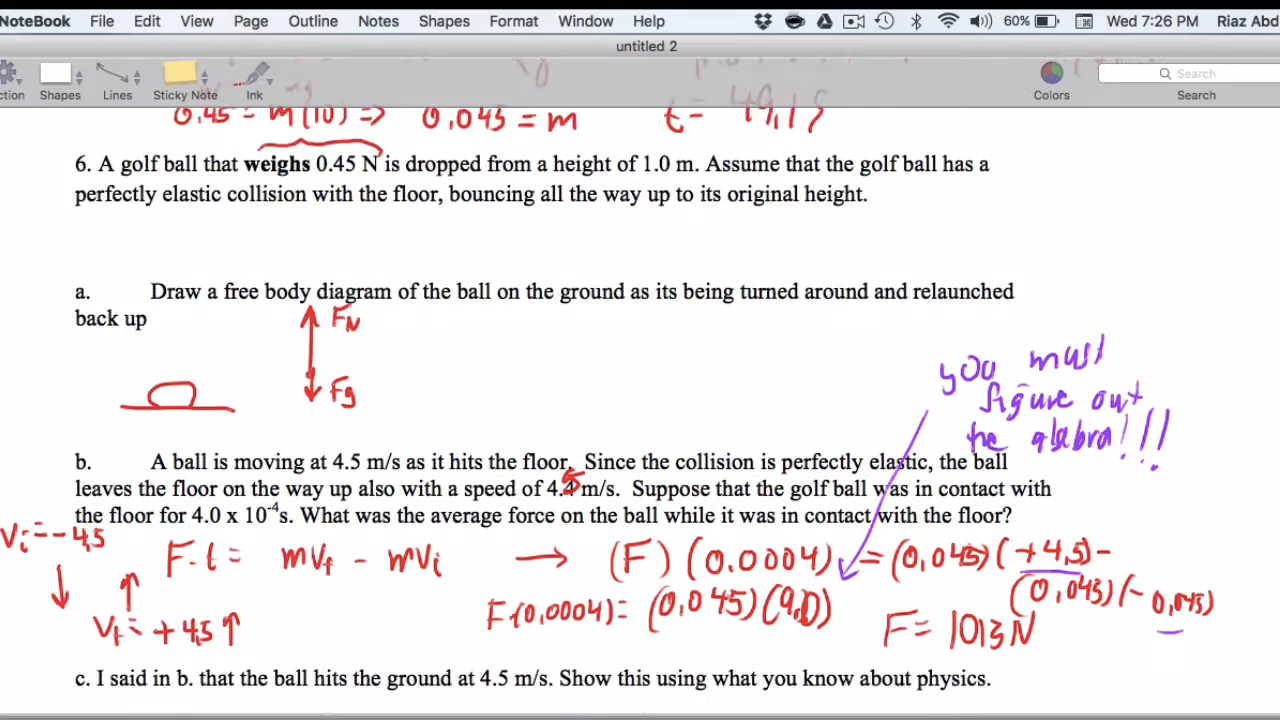 NoteBook File Edit View Page Outline Notes Shapes Format Window Help 60% Wed 7:26 PM Riaz Abd
untitled 2
ction Shapes Lines Sticky Note Ink Colors Search
Search
0.45 = m(10) => 0.045 = m t = 49.1 s
6. A golf ball that weighs 0.45 N is dropped from a height of 1.0 m. Assume that the golf ball has a
perfectly elastic collision with the floor, bouncing all the way up to its original height.
a. Draw a free body diagram of the ball on the ground as its being turned around and relaunched
back up
FN
Fg
you must
figure out
the algebra!!!
b. A ball is moving at 4.5 m/s as it hits the floor. Since the collision is perfectly elastic, the ball
leaves the floor on the way up also with a speed of 4.5 m/s. Suppose that the golf ball was in contact with
the floor for 4.0 x 10⁻⁴s. What was the average force on the ball while it was in contact with the floor?
Vi = -4.5
F·t = mVf - mVi → (F)(0.0004) = (0.045)(+4.5) -
(0.045)(-0.045)
F·(0.0004) = (0.045)(9.0)
Vf = +4.5 ↑
F = 1013 N
c. I said in b. that the ball hits the ground at 4.5 m/s. Show this using what you know about physics.